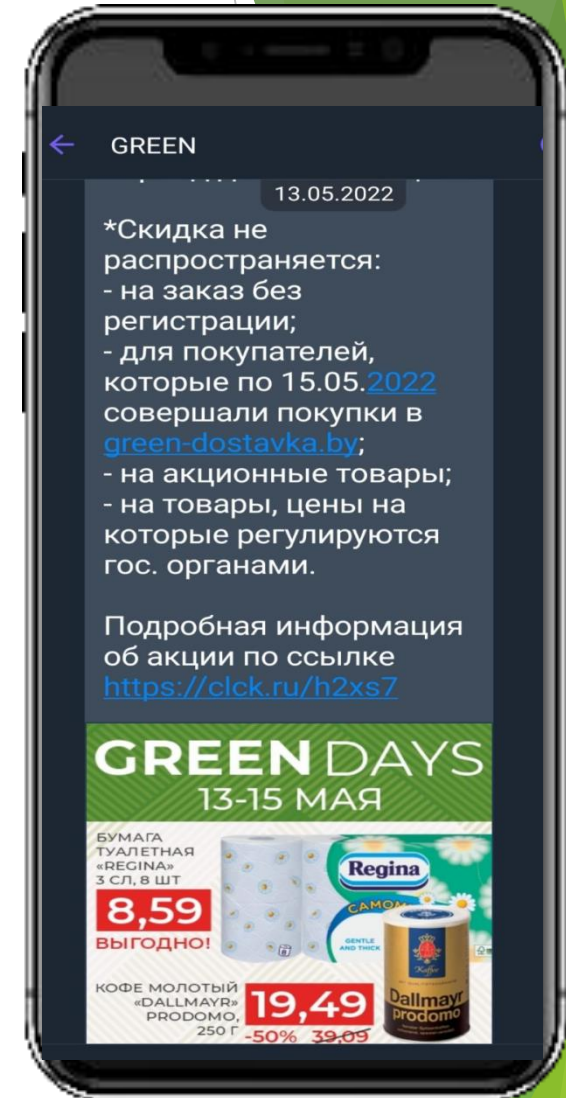 GREEN
13.05.2022
*Скидка не
распространяется:
- на заказ без
регистрации;
- для покупателей,
которые по 15.05.2022
совершали покупки в
green-dostavka.by;
- на акционные товары;
- на товары, цены на
которые регулируются
гос. органами.
Подробная информация
об акции по ссылке
https://clck.ru/h2xs7
GREEN DAYS
13-15 МАЯ
БУМАГА
ТУАЛЕТНАЯ
«REGINA»
3 СЛ, 8 ШТ
8,59
ВЫГОДНО!
Regina
CAMOM
GENTLE
AND THICK
КОФЕ МОЛОТЫЙ
«DALLMAYR»
PRODOMO,
250 Г
19,49
-50% 39,09
Kaffee
Dallmayr
prodomo